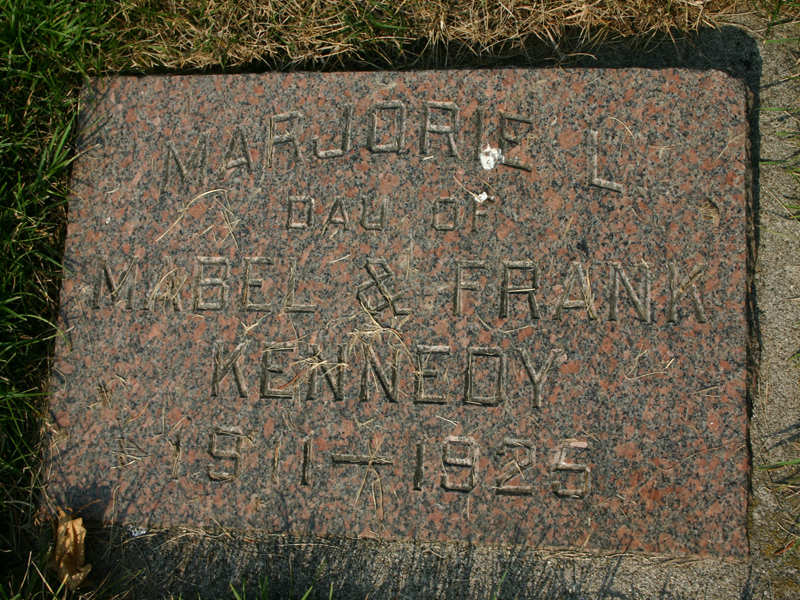 MARJORIE L.
DAU OF
MABEL & FRANK
KENNEDY
1911-1925